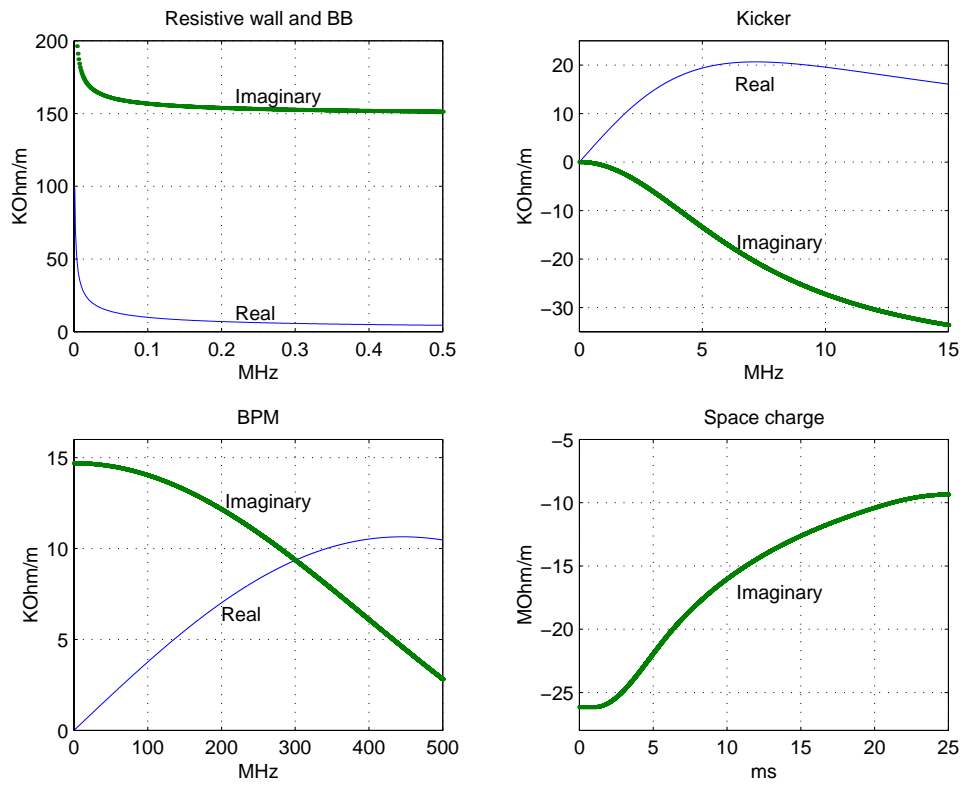 Resistive wall and BB
200
150
100
50
0
KOhm/m
Imaginary
Real
0 0.1 0.2 0.3 0.4 0.5
MHz
Kicker
20
10
0
−10
−20
−30
KOhm/m
Real
Imaginary
0 5 10 15
MHz
BPM
15
10
5
0
KOhm/m
Imaginary
Real
0 100 200 300 400 500
MHz
Space charge
−5
−10
−15
−20
−25
MOhm/m
Imaginary
0 5 10 15 20 25
ms